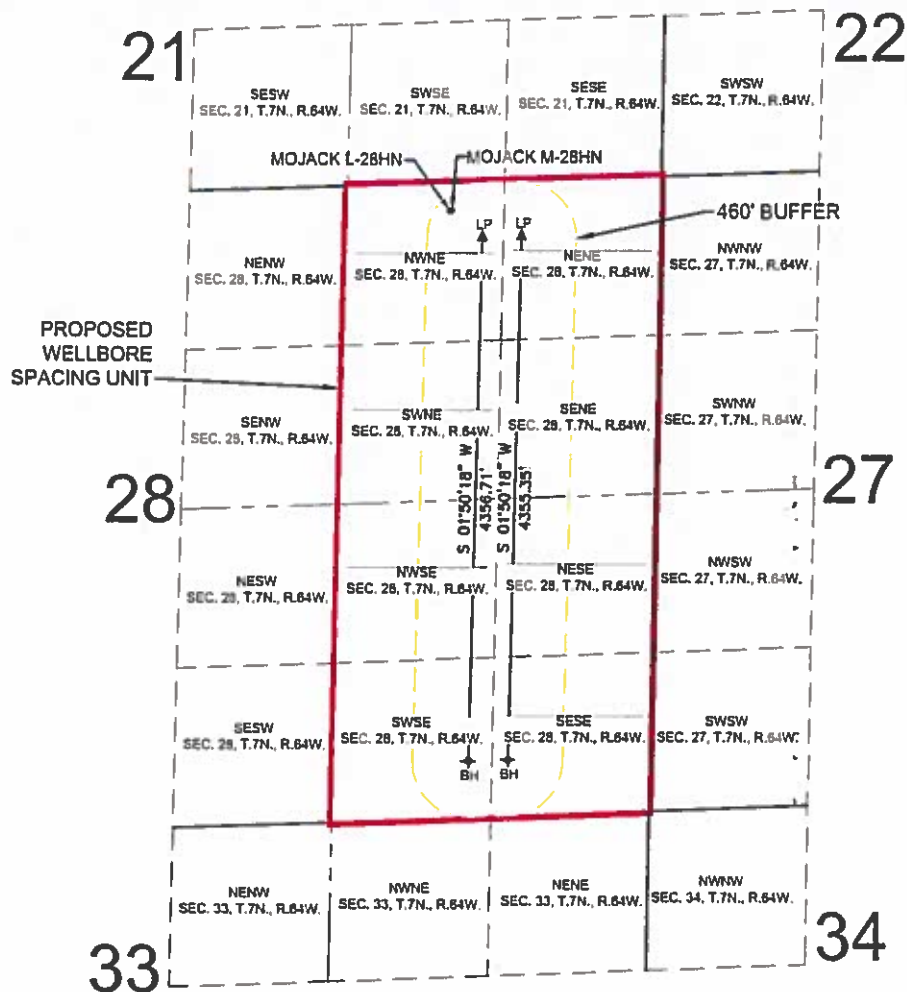 21
22
SESW
SEC. 21, T.7N., R.64W.
SWSE
SEC. 21, T.7N., R.64W.
SESE
SEC. 21, T.7N., R.64W.
SWSW
SEC. 22, T.7N., R.64W.
MOJACK L-28HN
MOJACK M-28HN
460' BUFFER
LP
LP
NENW
SEC. 28, T.7N., R.64W.
NWNE
SEC. 28, T.7N., R.64W.
NENE
SEC. 28, T.7N., R.64W.
NWNW
SEC. 27, T.7N., R.64W.
PROPOSED
WELLBORE
SPACING UNIT
SENW
SEC. 28, T.7N., R.64W.
SWNE
SEC. 28, T.7N., R.64W.
SENE
SEC. 28, T.7N., R.64W.
SWNW
SEC. 27, T.7N., R.64W.
28
27
S 01°50'18" W
4356.71'
S 01°50'18" W
4355.35'
NESW
SEC. 28, T.7N., R.64W.
NWSE
SEC. 28, T.7N., R.64W.
NESE
SEC. 28, T.7N., R.64W.
NWSW
SEC. 27, T.7N., R.64W.
SESW
SEC. 28, T.7N., R.64W.
SWSE
SEC. 28, T.7N., R.64W.
SESE
SEC. 28, T.7N., R.64W.
SWSW
SEC. 27, T.7N., R.64W.
BH
BH
NENW
SEC. 33, T.7N., R.64W.
NWNE
SEC. 33, T.7N., R.64W.
NENE
SEC. 33, T.7N., R.64W.
NWNW
SEC. 34, T.7N., R.64W.
33
34